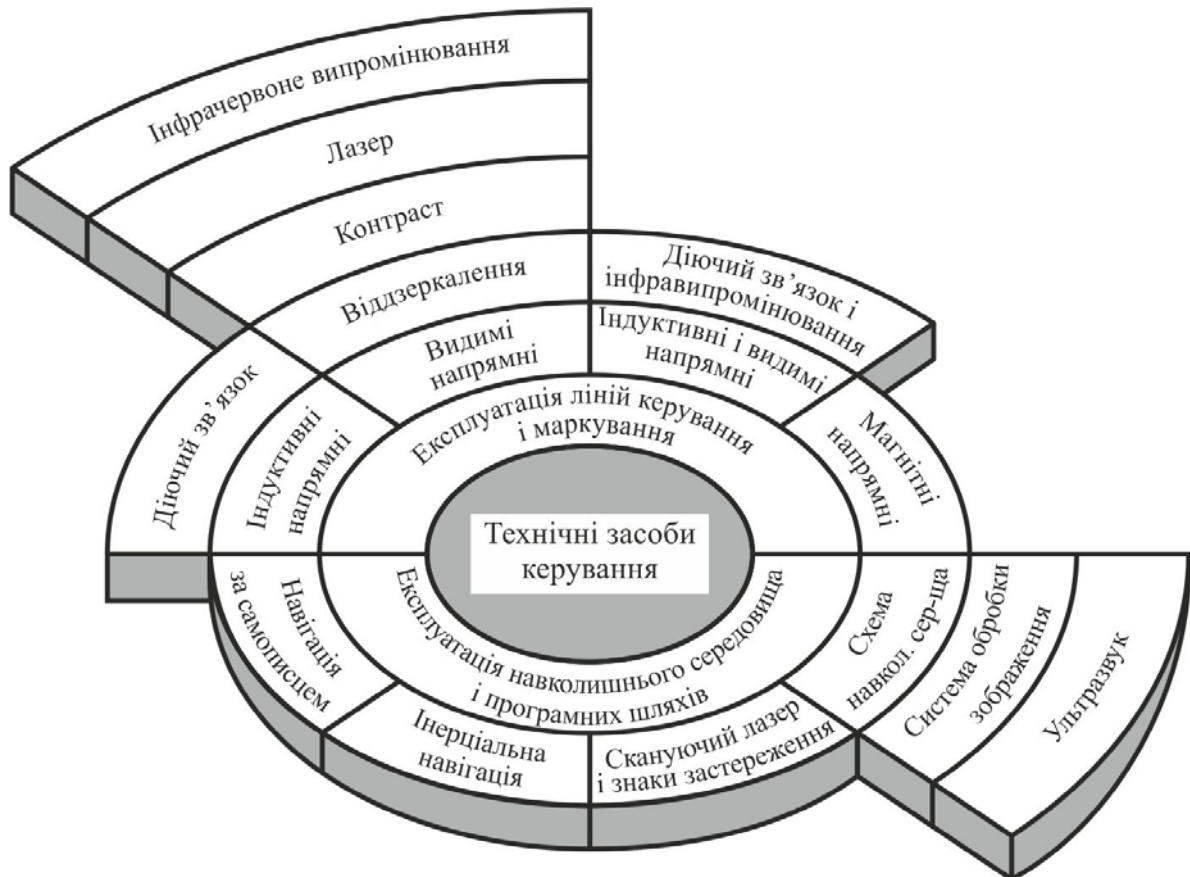 Інфрачервоне випромінювання
Лазер
Контраст
Віддзеркалення
Видимі
напрямні
Діючий зв’язок і
інфравипромінювання
Індуктивні і видимі
напрямні
Діючий зв’язок
Індуктивні
напрямні
Експлуатація ліній керування
і маркування
Магнітні
напрямні
Технічні засоби
керування
Навігація
за самописцем
Експлуатація навколишнього середовища
і програмних шляхів
Інерціальна
навігація
Скануючий лазер
і знаки застереження
Схема
навкол. сер-ща
Система обробки
зображення
Ультразвук